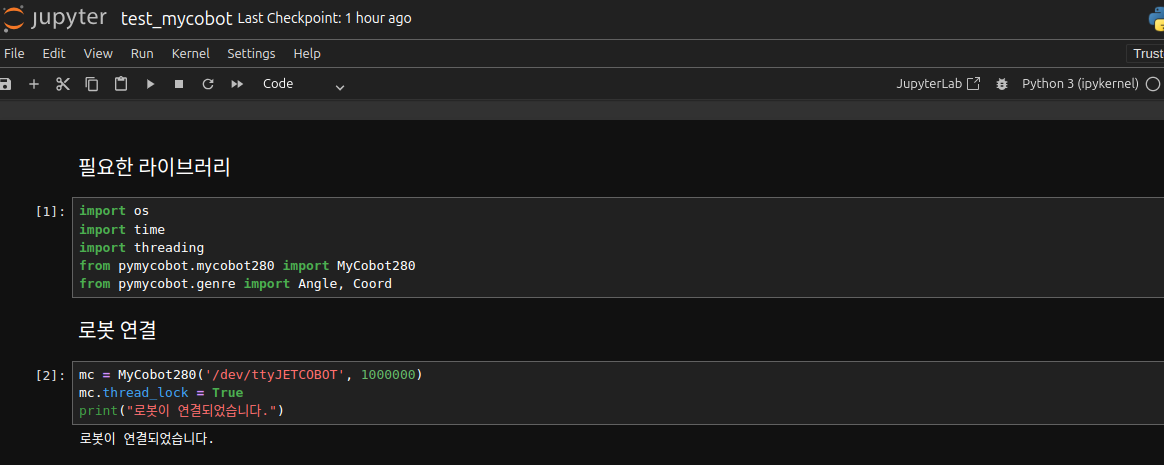 jupyter test_mycobot Last Checkpoint: 1 hour ago
File Edit View Run Kernel Settings Help
Code JupyterLab Python 3 (ipykernel)
필요한 라이브러리
[1]: import os
import time
import threading
from pymycobot.mycobot280 import MyCobot280
from pymycobot.genre import Angle, Coord
로봇 연결
[2]: mc = MyCobot280('/dev/ttyJETCOBOT', 1000000)
mc.thread_lock = True
print("로봇이 연결되었습니다.")
로봇이 연결되었습니다.